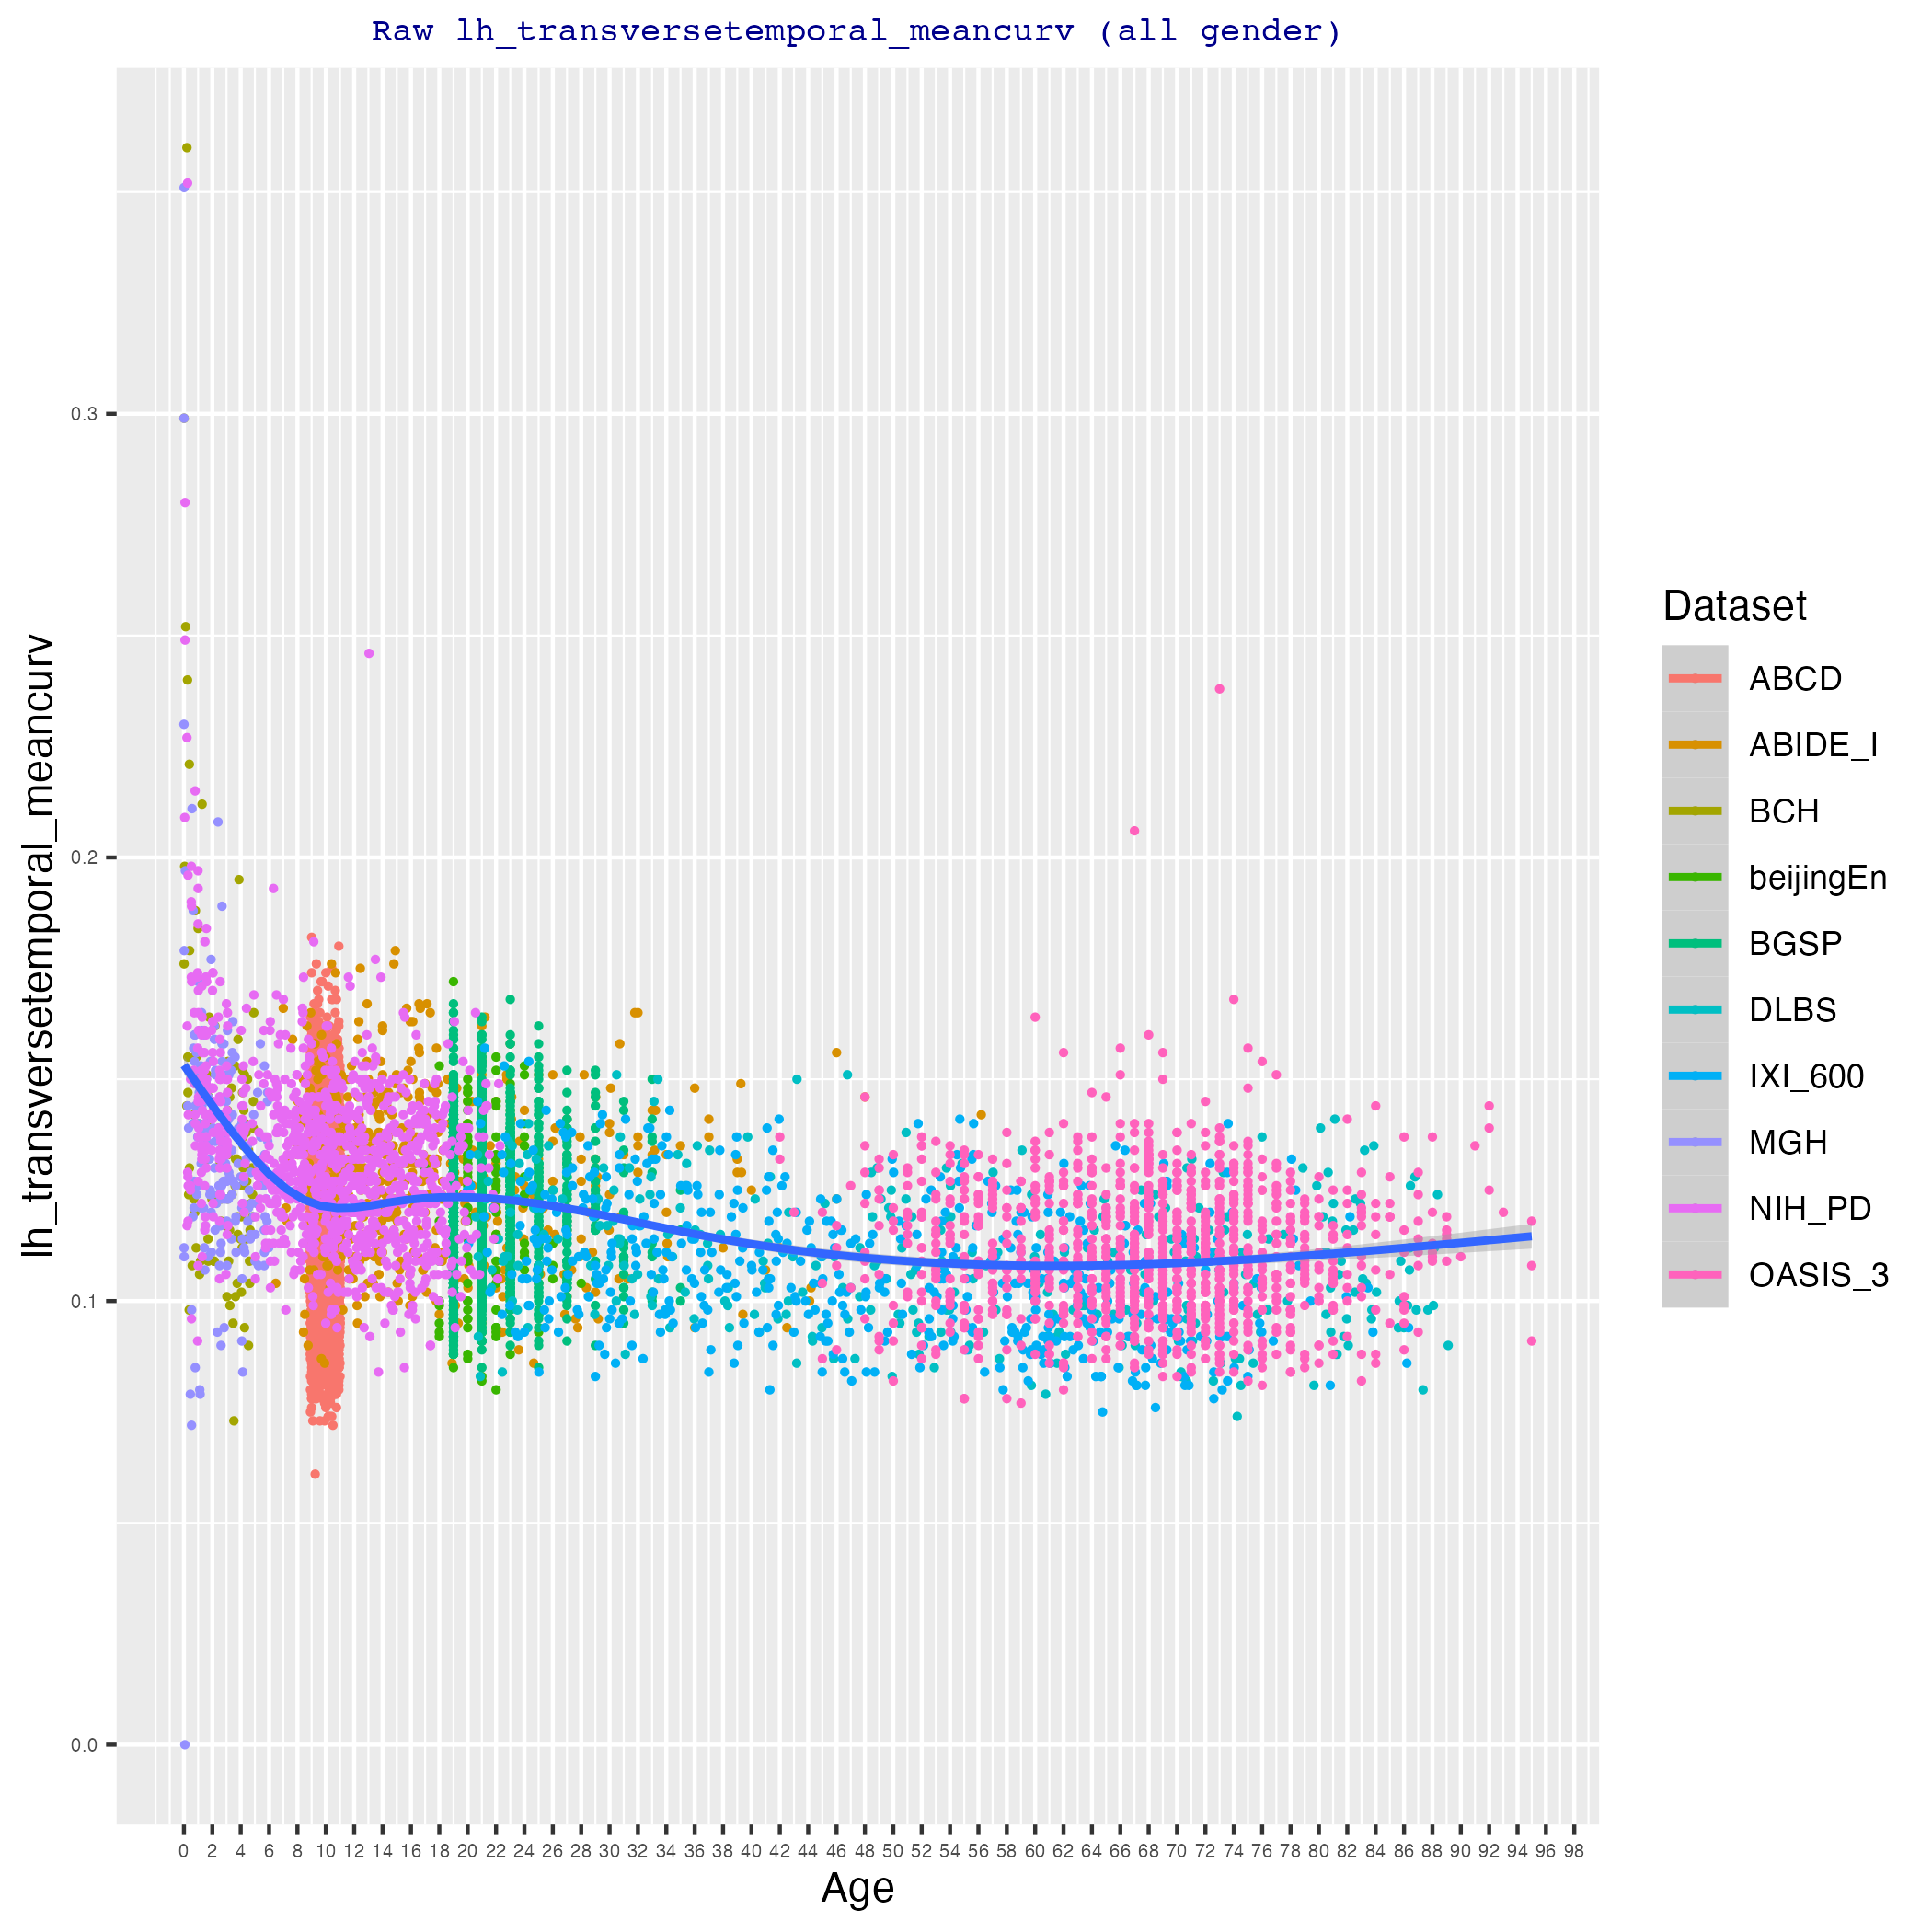 Raw lh_transversetemporal_meancurv (all gender)
lh_transversetemporal_meancurv
0.3
0.2
0.1
0.0
0 2 4 6 8 10 12 14 16 18 20 22 24 26 28 30 32 34 36 38 40 42 44 46 48 50 52 54 56 58 60 62 64 66 68 70 72 74 76 78 80 82 84 86 88 90 92 94 96 98
Age
Dataset
ABCD
ABIDE_I
BCH
beijingEn
BGSP
DLBS
IXI_600
MGH
NIH_PD
OASIS_3